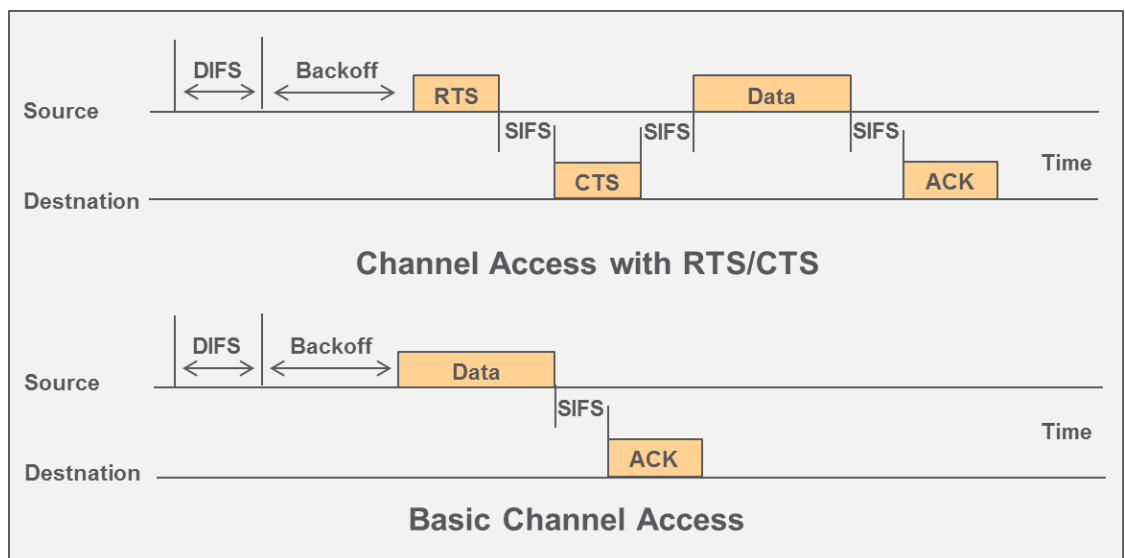 DIFS Backoff
Source RTS Data
SIFS SIFS SIFS
CTS ACK Time
Destnation
Channel Access with RTS/CTS
DIFS Backoff
Source Data
SIFS
ACK Time
Destnation
Basic Channel Access